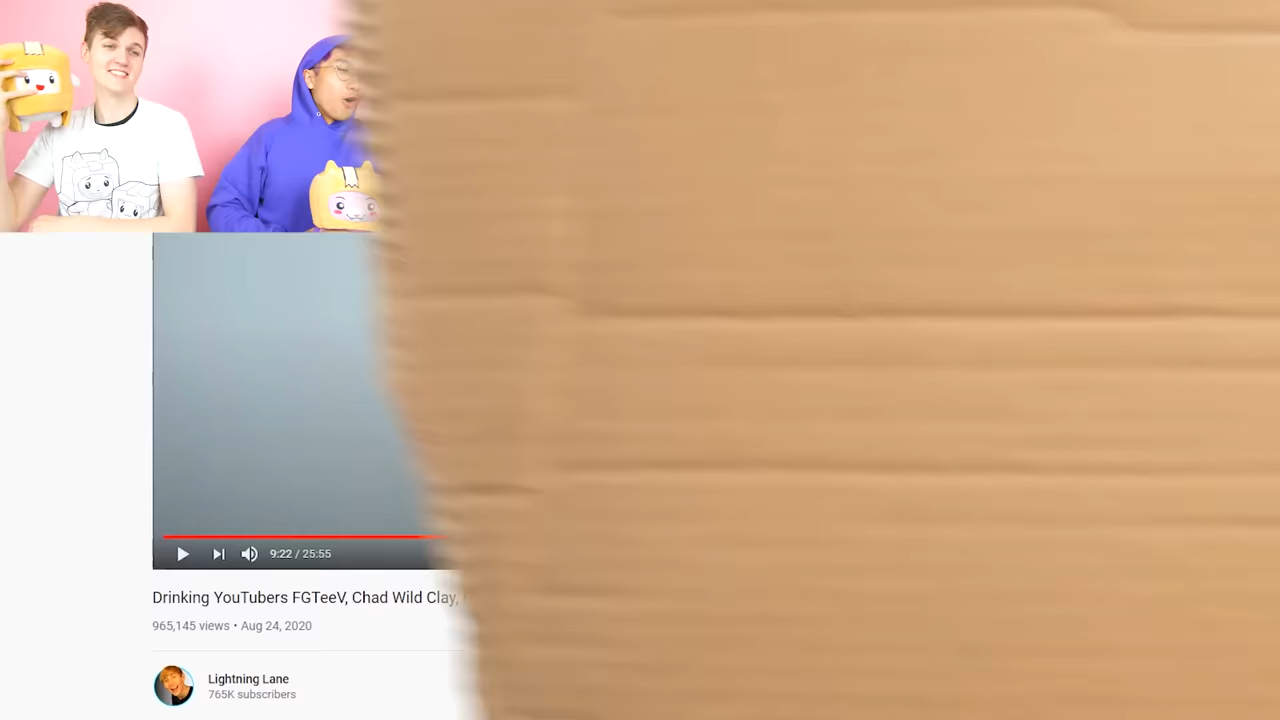 9:22 / 25:55
Drinking YouTubers FGTeeV, Chad Wild Clay,
965,145 views • Aug 24, 2020
Lightning Lane
765K subscribers